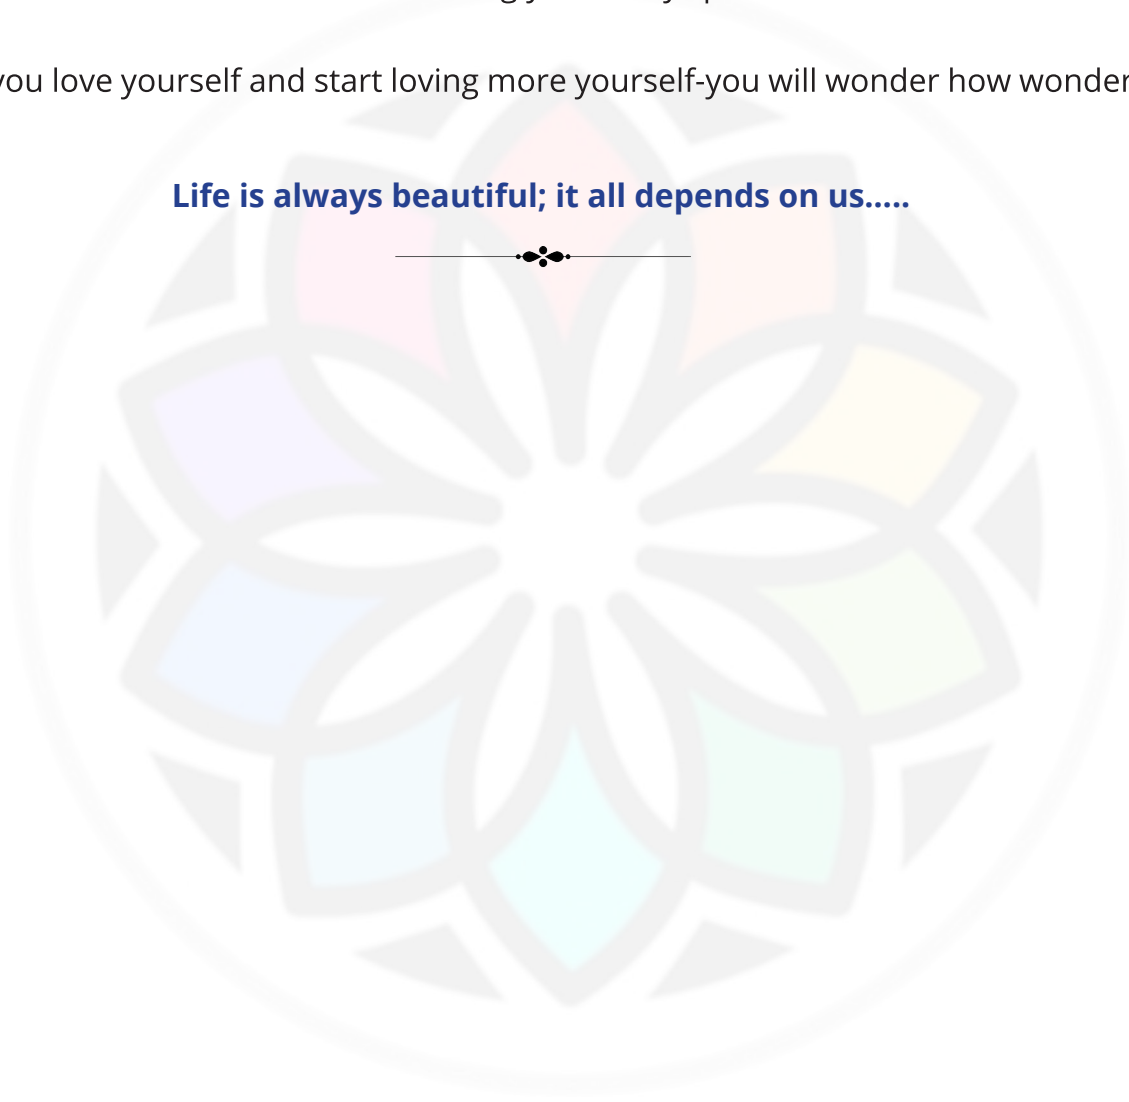 you love yourself and start loving more yourself-you will wonder how
Life is always beautiful; it all depends on us.....